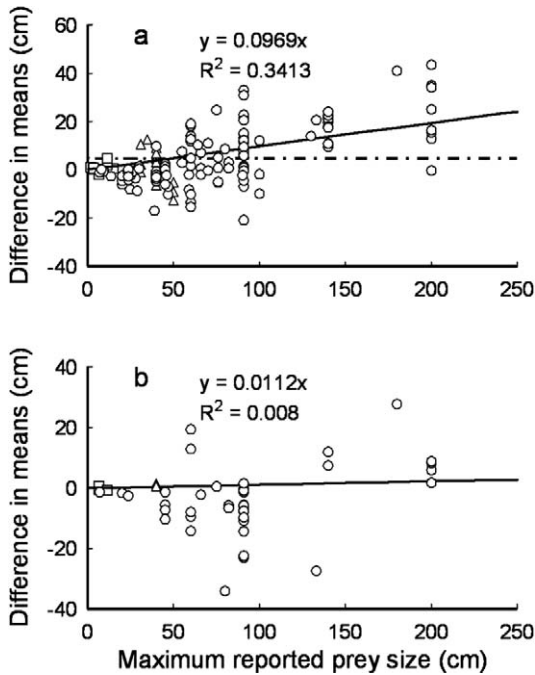 a
y = 0.0969x
R² = 0.3413
Difference in means (cm)
60
40
20
0
-20
-40
0 50 100 150 200 250
b
y = 0.0112x
R² = 0.008
Difference in means (cm)
40
20
0
-20
-40
0 50 100 150 200 250
Maximum reported prey size (cm)